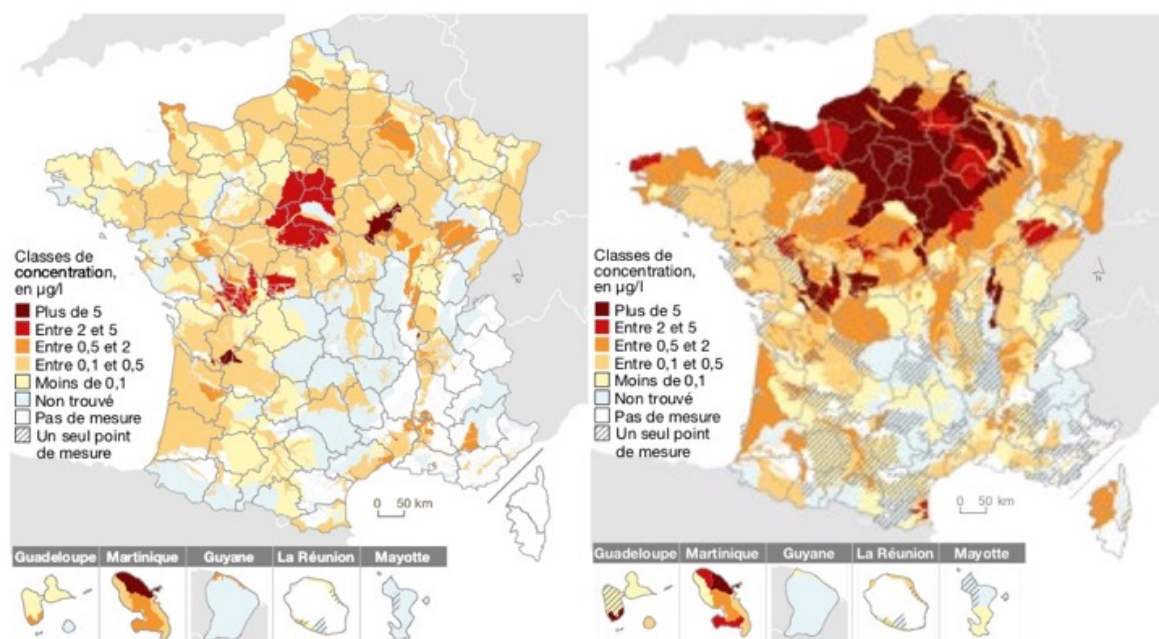 Classes de
concentration,
en µg/l
Plus de 5
Entre 2 et 5
Entre 0,5 et 2
Entre 0,1 et 0,5
Moins de 0,1
Non trouvé
Pas de mesure
Un seul point
de mesure
N
0 50 km
Guadeloupe Martinique Guyane La Réunion Mayotte
Classes de
concentration,
en µg/l
Plus de 5
Entre 2 et 5
Entre 0,5 et 2
Entre 0,1 et 0,5
Moins de 0,1
Non trouvé
Pas de mesure
Un seul point
de mesure
N
0 50 km
Guadeloupe Martinique Guyane La Réunion Mayotte